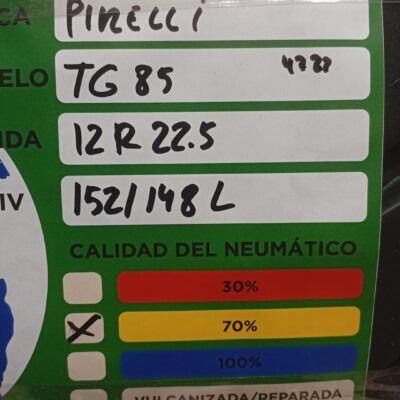 CA PIRELLI
ELO TG 85 4727
IDA 12 R 22.5
IV 152/148 L
CALIDAD DEL NEUMÁTICO
30%
X 70%
100%
VULCANIZADA/REPARADA